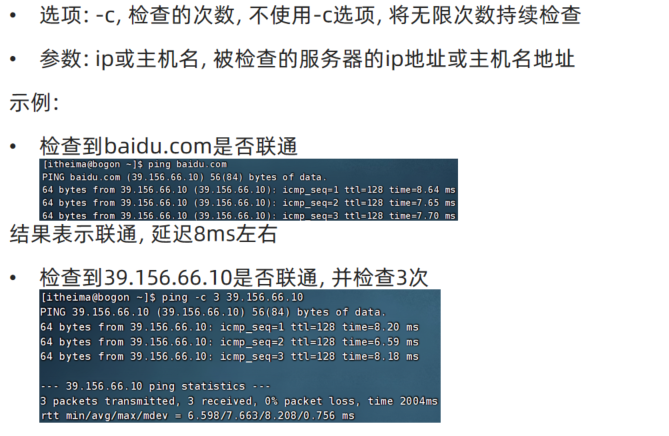 • 选项: -c, 检查的次数, 不使用-c选项, 将无限次数持续检查
• 参数: ip或主机名, 被检查的服务器的ip地址或主机名地址
示例:
• 检查到baidu.com是否联通
[itheima@bogon ~]$ ping baidu.com
PING baidu.com (39.156.66.10) 56(84) bytes of data.
64 bytes from 39.156.66.10 (39.156.66.10): icmp_seq=1 ttl=128 time=8.64 ms
64 bytes from 39.156.66.10 (39.156.66.10): icmp_seq=2 ttl=128 time=7.65 ms
64 bytes from 39.156.66.10 (39.156.66.10): icmp_seq=3 ttl=128 time=7.70 ms
结果表示联通, 延迟8ms左右
• 检查到39.156.66.10是否联通, 并检查3次
[itheima@bogon ~]$ ping -c 3 39.156.66.10
PING 39.156.66.10 (39.156.66.10) 56(84) bytes of data.
64 bytes from 39.156.66.10: icmp_seq=1 ttl=128 time=8.20 ms
64 bytes from 39.156.66.10: icmp_seq=2 ttl=128 time=6.59 ms
64 bytes from 39.156.66.10: icmp_seq=3 ttl=128 time=8.18 ms
--- 39.156.66.10 ping statistics ---
3 packets transmitted, 3 received, 0% packet loss, time 2004ms
rtt min/avg/max/mdev = 6.598/7.663/8.208/0.756 ms